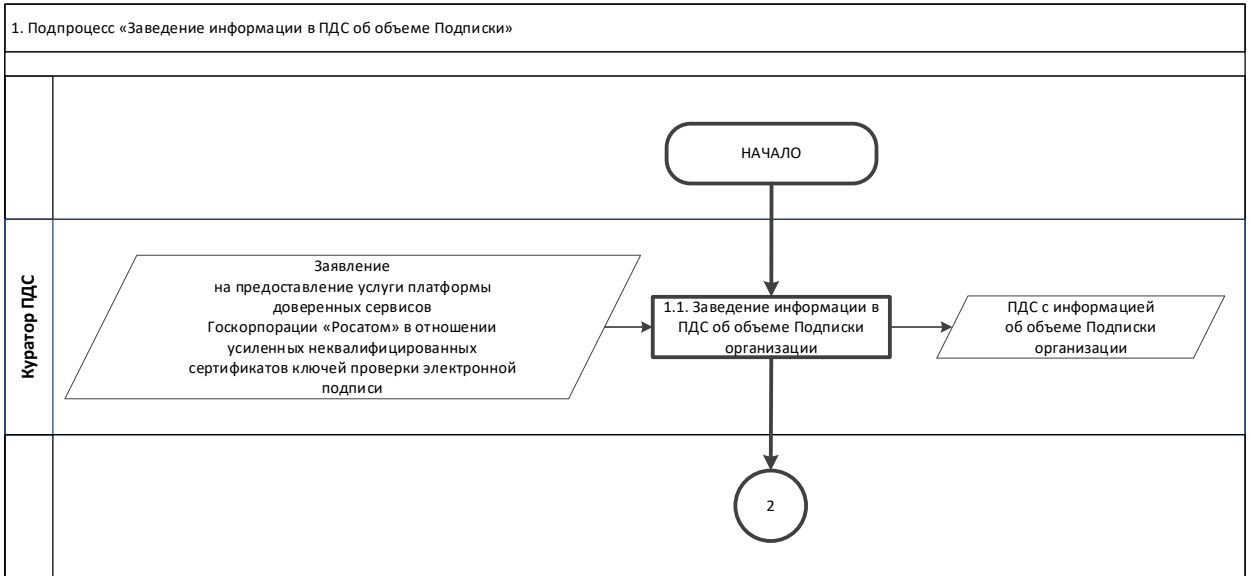 1. Подпроцесс «Заведение информации в ПДС об объеме Подписки»
НАЧАЛО
Куратор ПДС
Заявление
на предоставление услуги платформы
доверенных сервисов
Госкорпорации «Росатом» в отношении
усиленных неквалифицированных
сертификатов ключей проверки электронной
подписи
1.1. Заведение информации в
ПДС об объеме Подписки
организации
ПДС с информацией
об объеме Подписки
организации
2